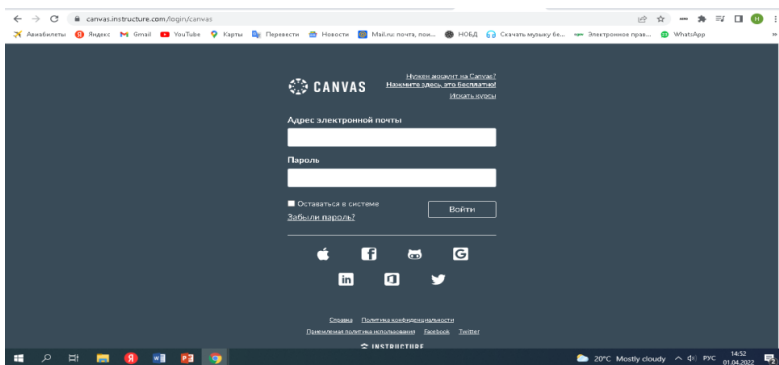 canvas.instructure.com/login/canvas
Авиабилеты Яндекс Gmail YouTube Карты Перевести Новости Mail.ru: почта, пои... НОБД Скачать музыку бе... Электронное прав... WhatsApp »
Нужен аккаунт на Canvas?
CANVAS Нажмите здесь, это бесплатно!
Искать курсы
Адрес электронной почты
Пароль
Оставаться в системе
Войти
Забыли пароль?
Справка Политика конфиденциальности
Приемлемая политика использования Facebook Twitter
INSTRUCTURE
20°C Mostly cloudy РУС 14:52
01.04.2022